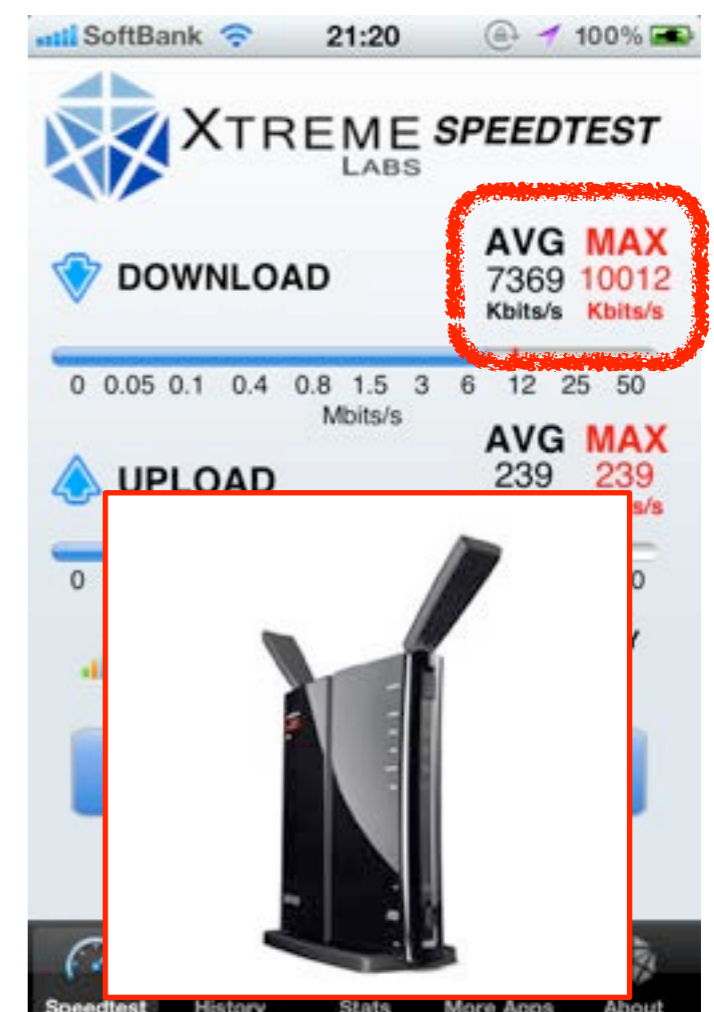 SoftBank 21:20 100%
XTREME SPEEDTEST
LABS
AVG MAX
DOWNLOAD 7369 10012
Kbits/s Kbits/s
0 0.05 0.1 0.4 0.8 1.5 3 6 12 25 50
Mbits/s
AVG MAX
UPLOAD 239 239
s/s
0 0
Speedtest History Stats More Apps About